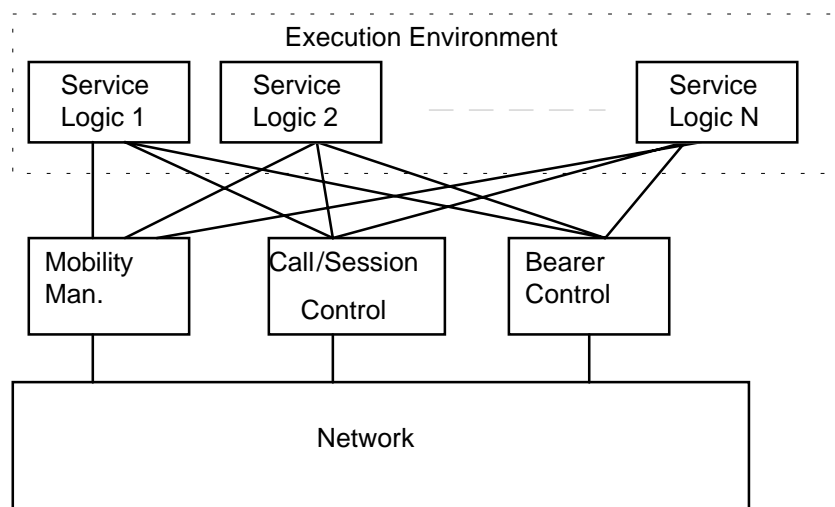 Execution Environment
Service
Logic 1
Service
Logic 2
Service
Logic N
Mobility
Man.
Call/Session
Control
Bearer
Control
Network